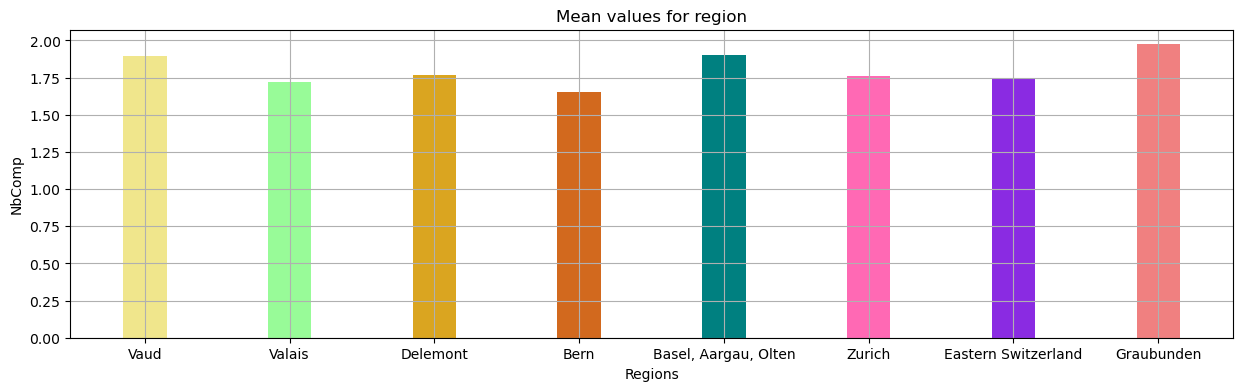 Mean values for region
NbComp
2.00
1.75
1.50
1.25
1.00
0.75
0.50
0.25
0.00
Vaud Valais Delemont Bern Basel, Aargau, Olten Zurich Eastern Switzerland Graubunden
Regions